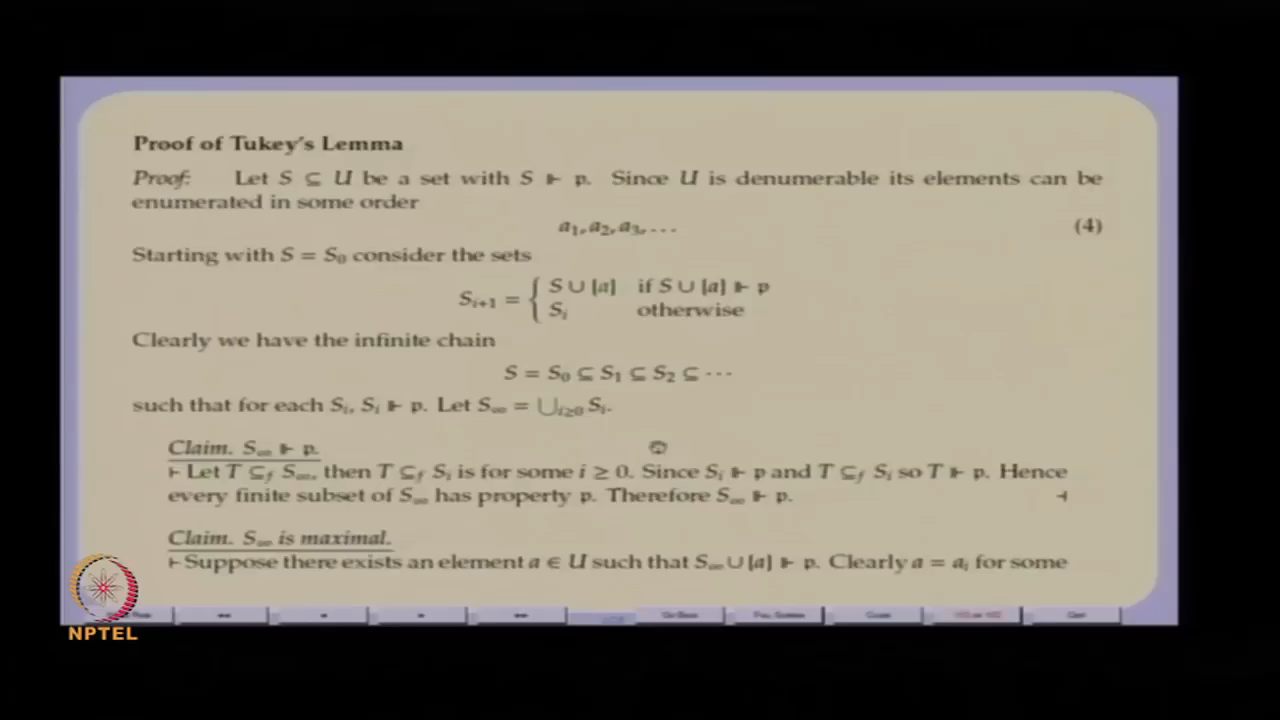 Proof of Tukey's Lemma
Proof: Let S ⊆ U be a set with S ⊩ p. Since U is denumerable its elements can be
enumerated in some order
a₁, a₂, a₃, ⋯ (4)
Starting with S = S₀ consider the sets
Sᵢ₊₁ = { S ∪ {a} if S ∪ {a} ⊩ p
Sᵢ otherwise
Clearly we have the infinite chain
S = S₀ ⊆ S₁ ⊆ S₂ ⊆ ⋯
such that for each Sᵢ, Sᵢ ⊩ p. Let S∞ = ⋃ᵢ≥₀ Sᵢ.
Claim. S∞ ⊩ p.
⊢ Let T ⊆f S∞, then T ⊆f Sᵢ is for some i ≥ 0. Since Sᵢ ⊩ p and T ⊆f Sᵢ so T ⊩ p. Hence
every finite subset of S∞ has property p. Therefore S∞ ⊩ p. ⊣
Claim. S∞ is maximal.
⊢ Suppose there exists an element a ∈ U such that S∞ ∪ {a} ⊩ p. Clearly a = aᵢ for some
NPTEL